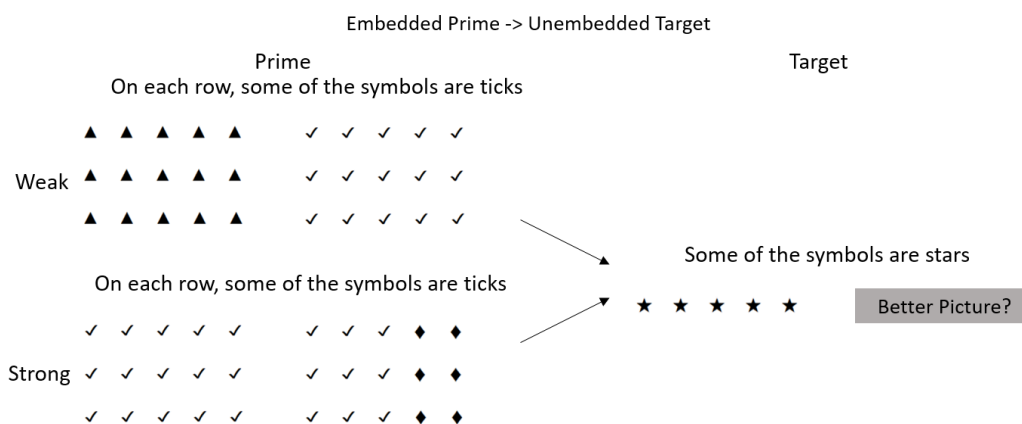 Embedded Prime -> Unembedded Target
Prime
Target
On each row, some of the symbols are ticks
Weak
On each row, some of the symbols are ticks
Strong
Some of the symbols are stars
Better Picture?